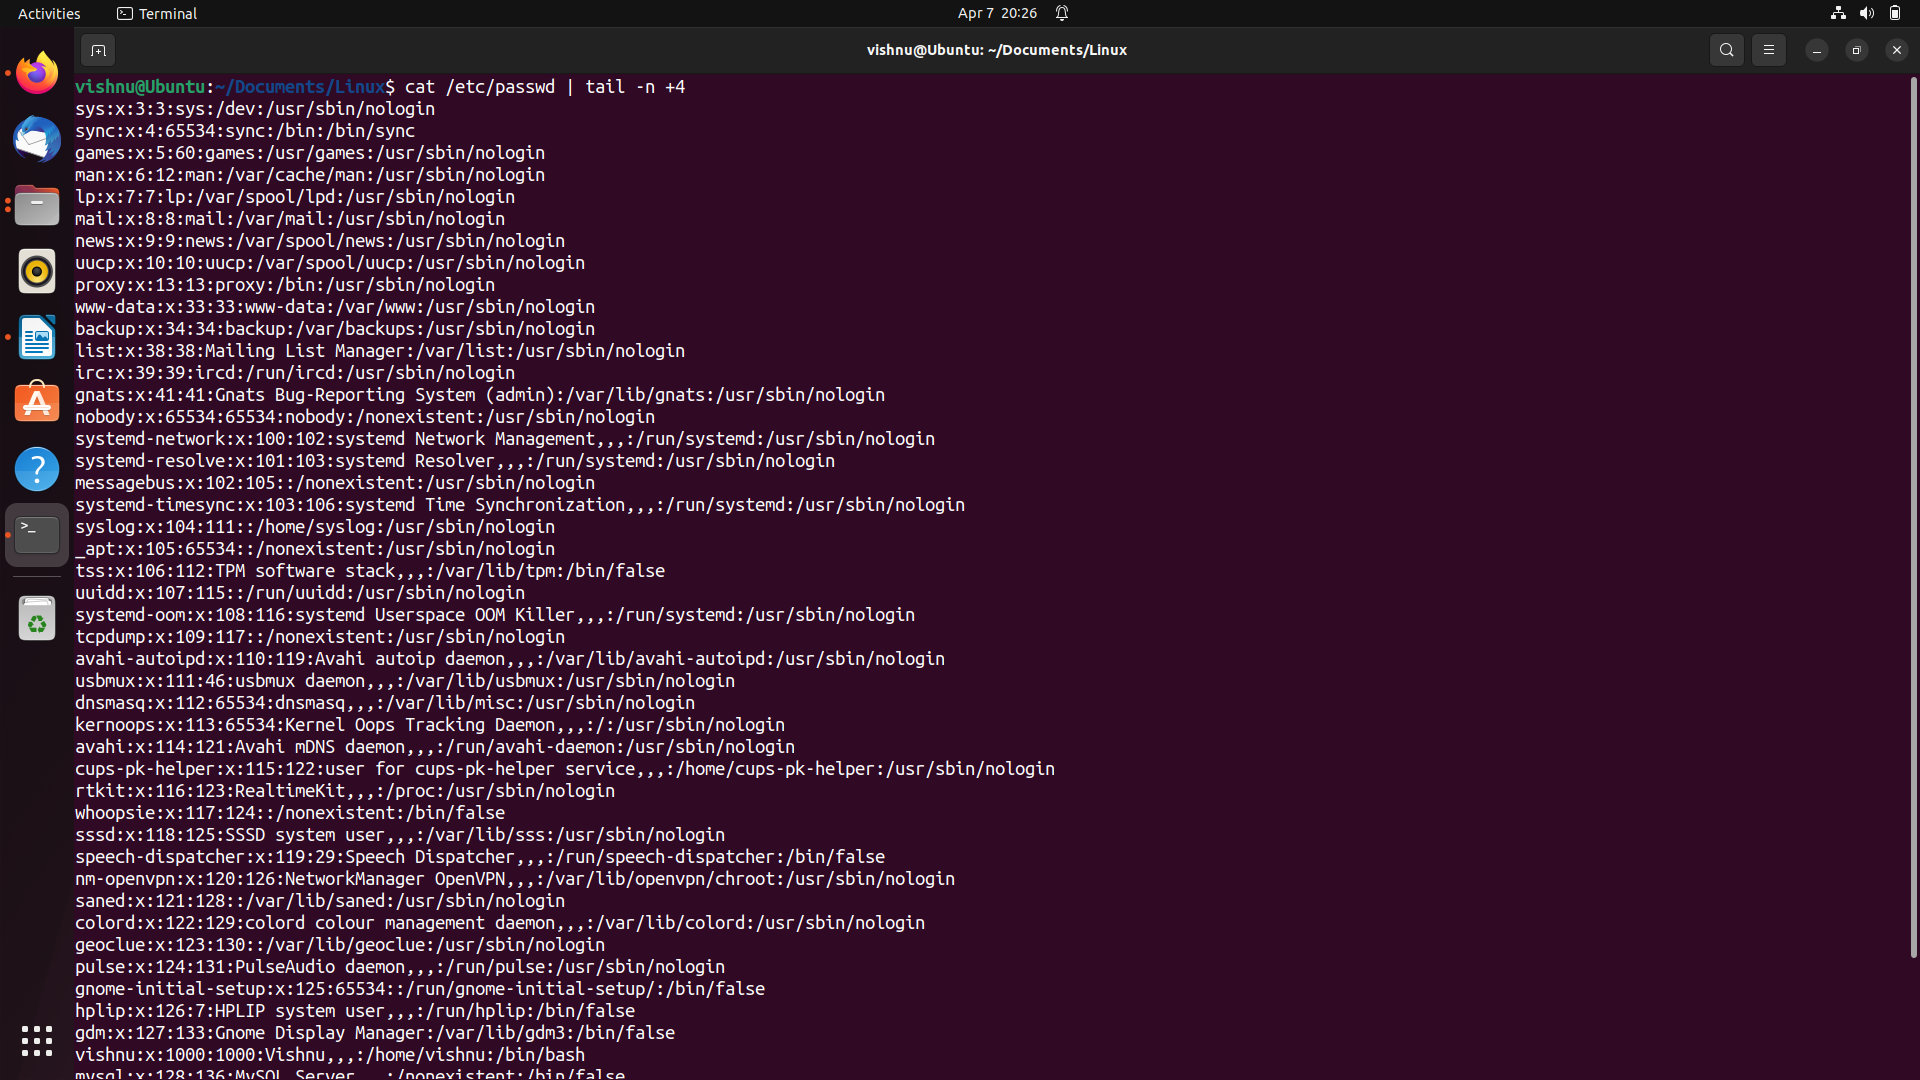 Activities
Terminal
Apr 7 20:26
vishnu@Ubuntu: ~/Documents/Linux
vishnu@Ubuntu:~/Documents/Linux$ cat /etc/passwd | tail -n +4
sys:x:3:3:sys:/dev:/usr/sbin/nologin
sync:x:4:65534:sync:/bin:/bin/sync
games:x:5:60:games:/usr/games:/usr/sbin/nologin
man:x:6:12:man:/var/cache/man:/usr/sbin/nologin
lp:x:7:7:lp:/var/spool/lpd:/usr/sbin/nologin
mail:x:8:8:mail:/var/mail:/usr/sbin/nologin
news:x:9:9:news:/var/spool/news:/usr/sbin/nologin
uucp:x:10:10:uucp:/var/spool/uucp:/usr/sbin/nologin
proxy:x:13:13:proxy:/bin:/usr/sbin/nologin
www-data:x:33:33:www-data:/var/www:/usr/sbin/nologin
backup:x:34:34:backup:/var/backups:/usr/sbin/nologin
list:x:38:38:Mailing List Manager:/var/list:/usr/sbin/nologin
irc:x:39:39:ircd:/run/ircd:/usr/sbin/nologin
gnats:x:41:41:Gnats Bug-Reporting System (admin):/var/lib/gnats:/usr/sbin/nologin
nobody:x:65534:65534:nobody:/nonexistent:/usr/sbin/nologin
systemd-network:x:100:102:systemd Network Management,,,:/run/systemd:/usr/sbin/nologin
systemd-resolve:x:101:103:systemd Resolver,,,:/run/systemd:/usr/sbin/nologin
messagebus:x:102:105::/nonexistent:/usr/sbin/nologin
systemd-timesync:x:103:106:systemd Time Synchronization,,,:/run/systemd:/usr/sbin/nologin
syslog:x:104:111::/home/syslog:/usr/sbin/nologin
_apt:x:105:65534::/nonexistent:/usr/sbin/nologin
tss:x:106:112:TPM software stack,,,:/var/lib/tpm:/bin/false
uuidd:x:107:115::/run/uuidd:/usr/sbin/nologin
systemd-oom:x:108:116:systemd Userspace OOM Killer,,,:/run/systemd:/usr/sbin/nologin
tcpdump:x:109:117::/nonexistent:/usr/sbin/nologin
avahi-autoipd:x:110:119:Avahi autoip daemon,,,:/var/lib/avahi-autoipd:/usr/sbin/nologin
usbmux:x:111:46:usbmux daemon,,,:/var/lib/usbmux:/usr/sbin/nologin
dnsmasq:x:112:65534:dnsmasq,,,:/var/lib/misc:/usr/sbin/nologin
kernoops:x:113:65534:Kernel Oops Tracking Daemon,,,:/:/usr/sbin/nologin
avahi:x:114:121:Avahi mDNS daemon,,,:/run/avahi-daemon:/usr/sbin/nologin
cups-pk-helper:x:115:122:user for cups-pk-helper service,,,:/home/cups-pk-helper:/usr/sbin/nologin
rtkit:x:116:123:RealtimeKit,,,:/proc:/usr/sbin/nologin
whoopsie:x:117:124::/nonexistent:/bin/false
sssd:x:118:125:SSSD system user,,,:/var/lib/sss:/usr/sbin/nologin
speech-dispatcher:x:119:29:Speech Dispatcher,,,:/run/speech-dispatcher:/bin/false
nm-openvpn:x:120:126:NetworkManager OpenVPN,,,:/var/lib/openvpn/chroot:/usr/sbin/nologin
saned:x:121:128::/var/lib/saned:/usr/sbin/nologin
colord:x:122:129:colord colour management daemon,,,:/var/lib/colord:/usr/sbin/nologin
geoclue:x:123:130::/var/lib/geoclue:/usr/sbin/nologin
pulse:x:124:131:PulseAudio daemon,,,:/run/pulse:/usr/sbin/nologin
gnome-initial-setup:x:125:65534::/run/gnome-initial-setup/:/bin/false
hplip:x:126:7:HPLIP system user,,,:/run/hplip:/bin/false
gdm:x:127:133:Gnome Display Manager:/var/lib/gdm3:/bin/false
vishnu:x:1000:1000:Vishnu,,,:/home/vishnu:/bin/bash
mysql:x:128:136:MySQL Server,,,:/nonexistent:/bin/false